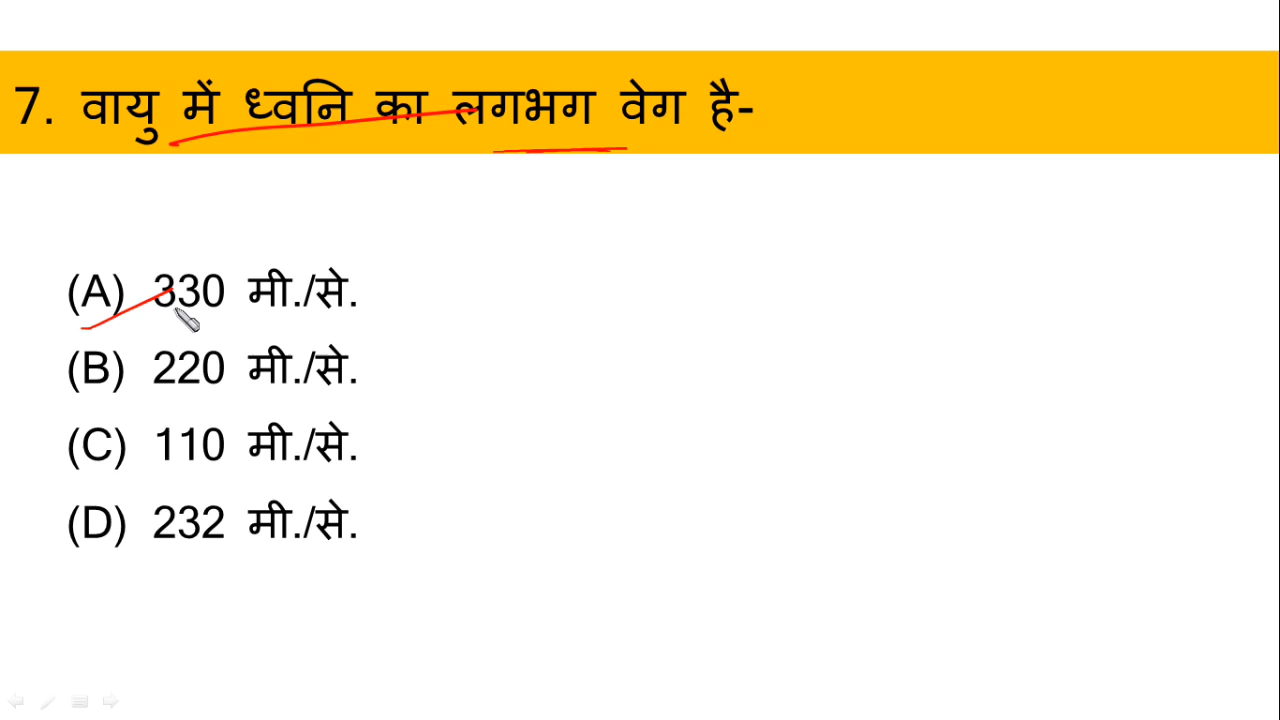 7. वायु में ध्वनि का लगभग वेग है-
(A) 330 मी./से.
(B) 220 मी./से.
(C) 110 मी./से.
(D) 232 मी./से.